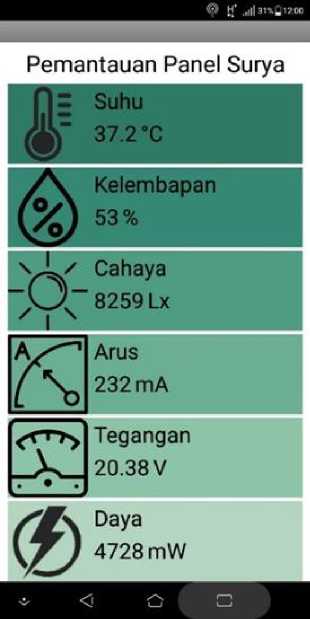 31% 12:00
Pemantauan Panel Surya
Suhu
37.2 °C
Kelembapan
53 %
Cahaya
8259 Lx
A
Arus
232 mA
Tegangan
20.38 V
Daya
4728 mW